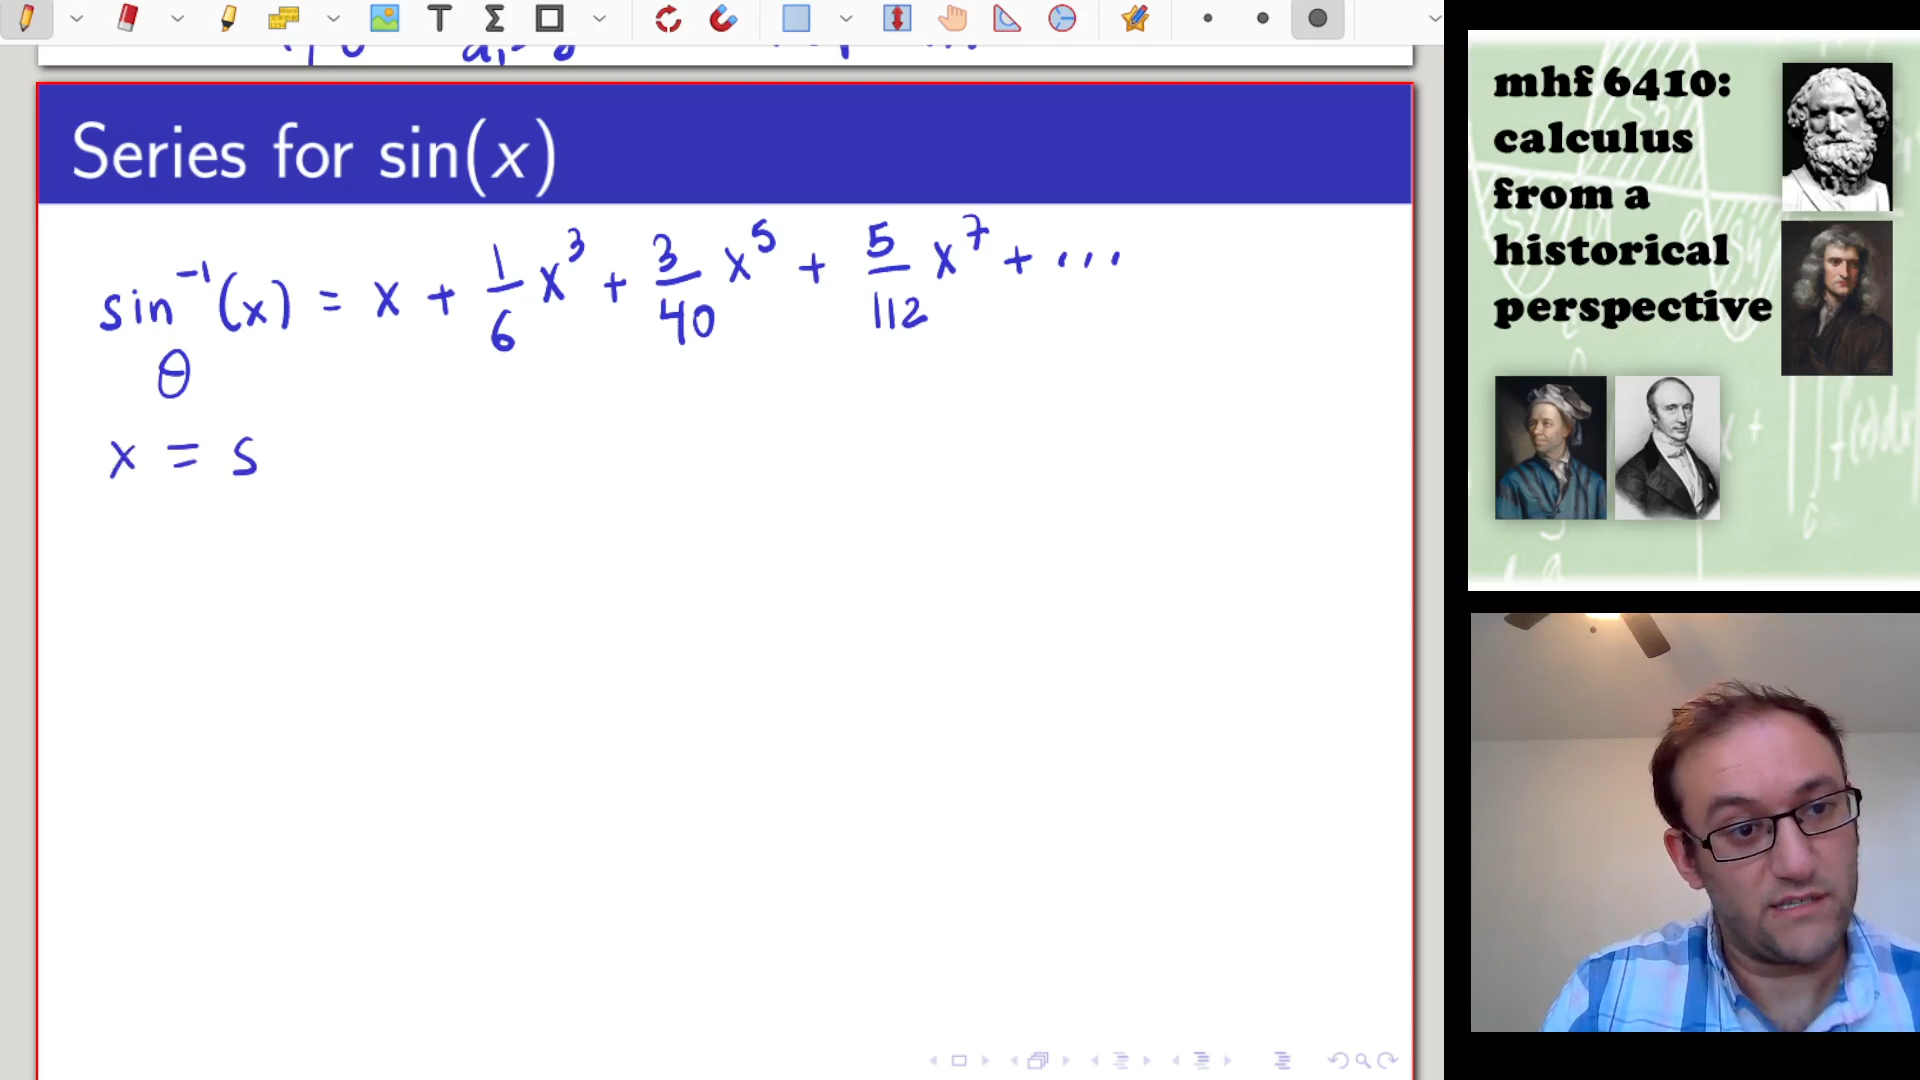 Series for sin(x)
sin⁻¹(x) = x + 1/6 x³ + 3/40 x⁵ + 5/112 x⁷ + ...
θ
x = s
mhf 6410:
calculus
from a
historical
perspective